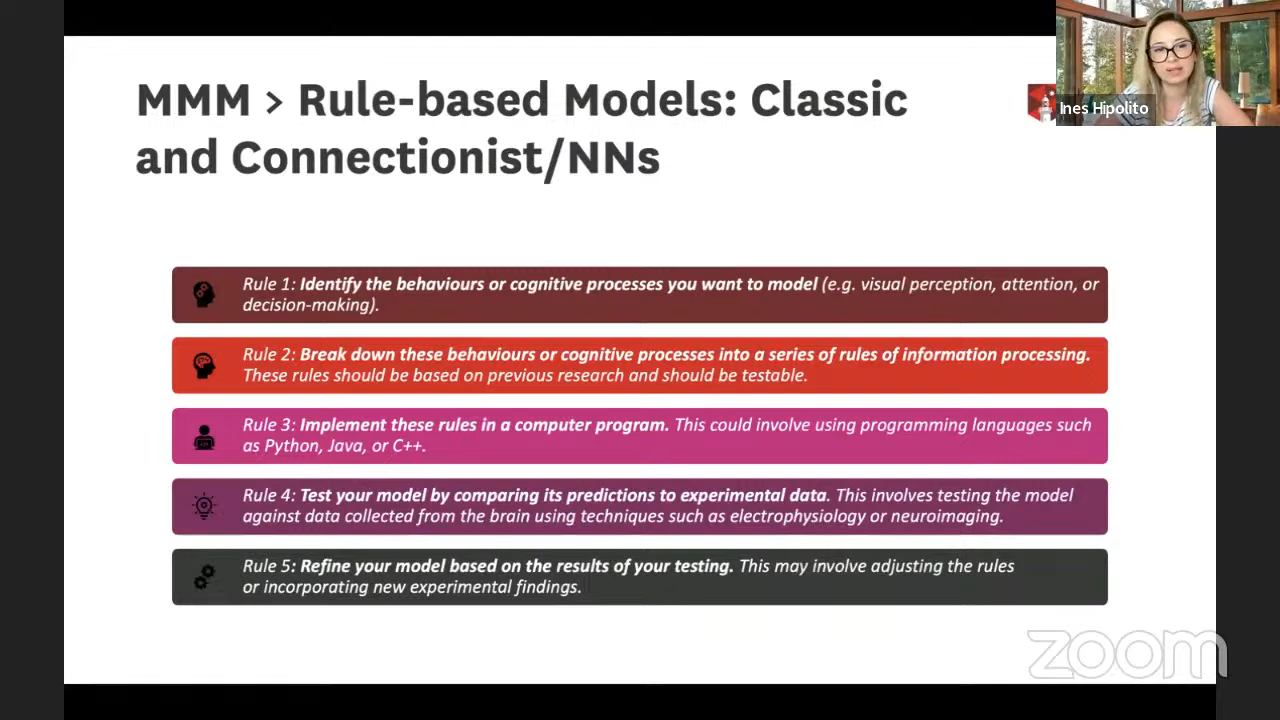 MMM > Rule-based Models: Classic
and Connectionist/NNs
Ines Hipolito
Rule 1: Identify the behaviours or cognitive processes you want to model (e.g. visual perception, attention, or
decision-making).
Rule 2: Break down these behaviours or cognitive processes into a series of rules of information processing.
These rules should be based on previous research and should be testable.
Rule 3: Implement these rules in a computer program. This could involve using programming languages such
as Python, Java, or C++.
Rule 4: Test your model by comparing its predictions to experimental data. This involves testing the model
against data collected from the brain using techniques such as electrophysiology or neuroimaging.
Rule 5: Refine your model based on the results of your testing. This may involve adjusting the rules
or incorporating new experimental findings.
zoom